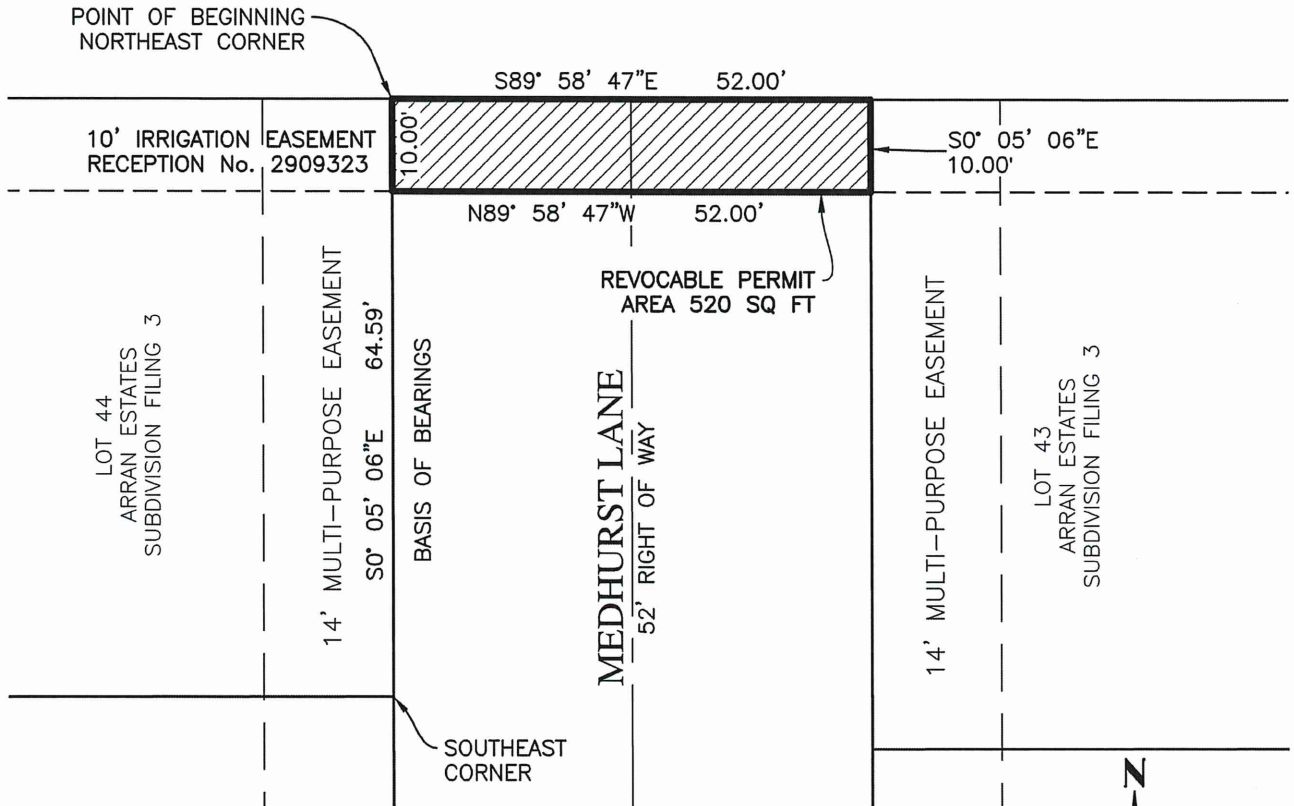 POINT OF BEGINNING
NORTHEAST CORNER
S89° 58' 47"E 52.00'
10' IRRIGATION EASEMENT
RECEPTION No. 2909323
10.00'
S0° 05' 06"E
10.00'
N89° 58' 47"W 52.00'
REVOCABLE PERMIT
AREA 520 SQ FT
LOT 44
ARRAN ESTATES
SUBDIVISION FILING 3
14' MULTI-PURPOSE EASEMENT
S0° 05' 06"E 64.59'
BASIS OF BEARINGS
MEDHURST LANE
52' RIGHT OF WAY
14' MULTI-PURPOSE EASEMENT
LOT 43
ARRAN ESTATES
SUBDIVISION FILING 3
SOUTHEAST
CORNER
N